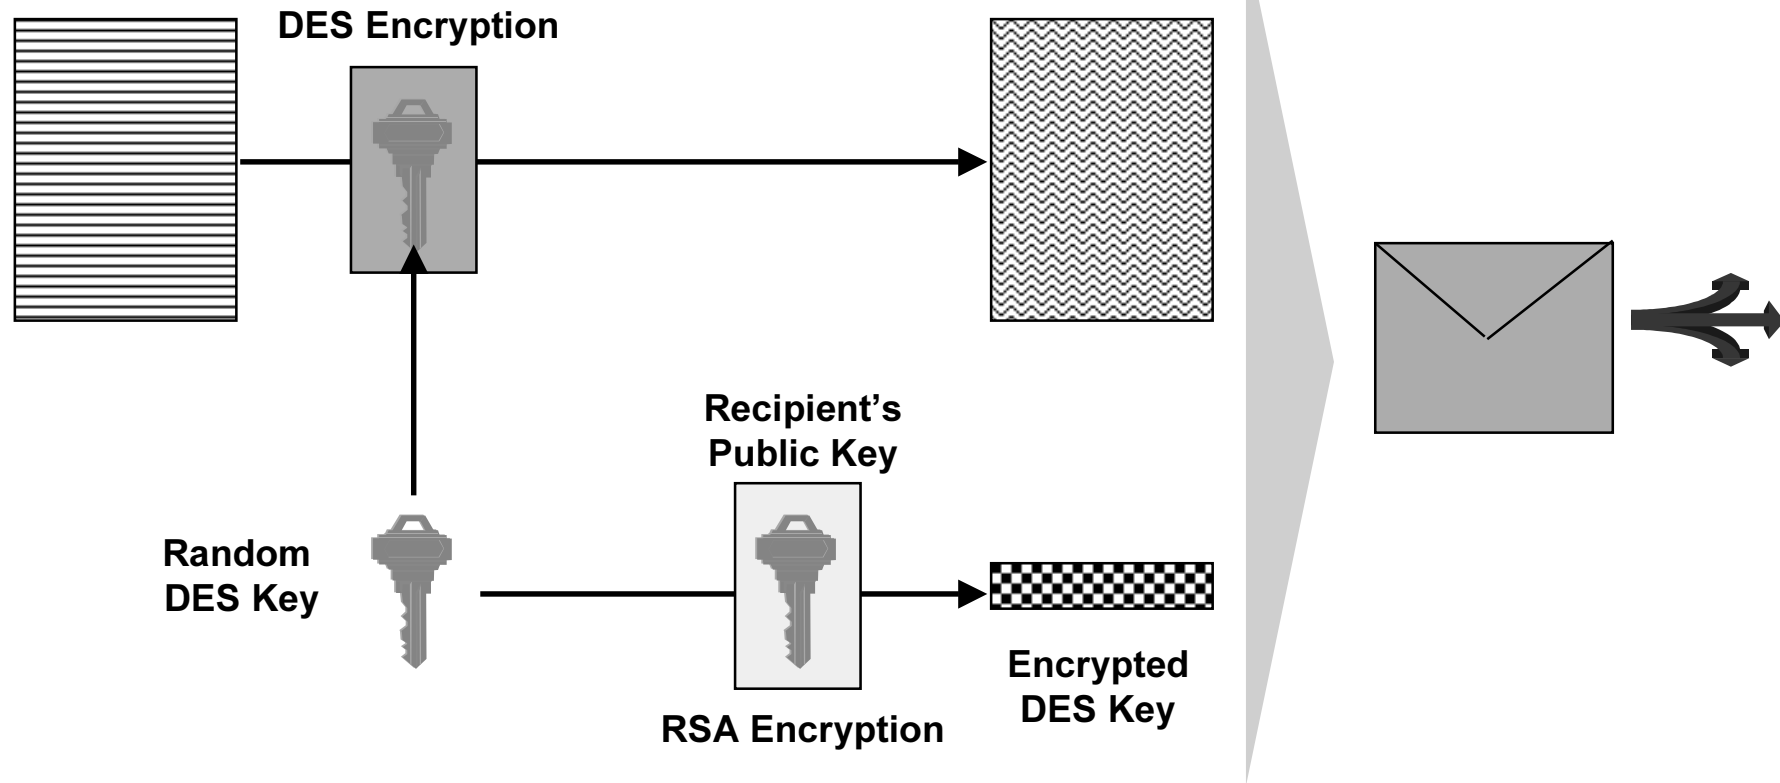 DES Encryption
Recipient’s
Public Key
Random
DES Key
Encrypted
DES Key
RSA Encryption